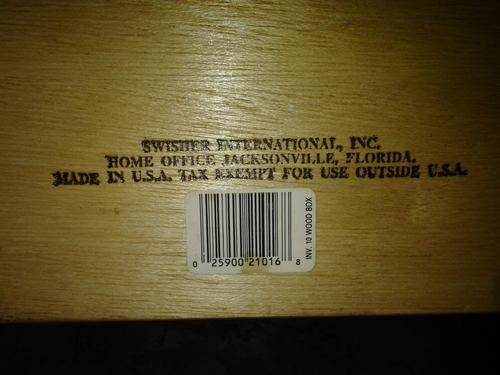 SWISHER INTERNATIONAL, INC.
HOME OFFICE JACKSONVILLE, FLORIDA.
MADE IN U.S.A. TAX EXEMPT FOR USE OUTSIDE U.S.A.
0 25900 21016 8
INV. 10 WOOD BOX